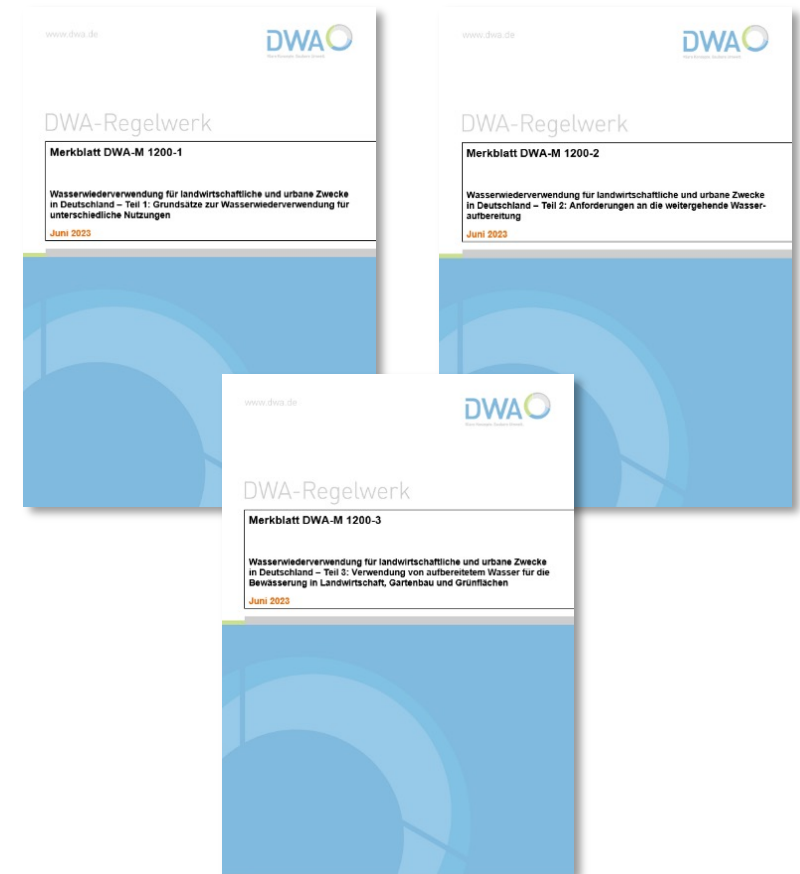 www.dwa.de
DWA
DWA-Regelwerk
Merkblatt DWA-M 1200-1
Wasserwiederverwendung für landwirtschaftliche und urbane Zwecke
in Deutschland – Teil 1: Grundsätze zur Wasserwiederverwendung für
unterschiedliche Nutzungen
Juni 2023
www.dwa.de
DWA
DWA-Regelwerk
Merkblatt DWA-M 1200-2
Wasserwiederverwendung für landwirtschaftliche und urbane Zwecke
in Deutschland – Teil 2: Anforderungen an die weitergehende Wasser-
aufbereitung
Juni 2023
www.dwa.de
DWA
DWA-Regelwerk
Merkblatt DWA-M 1200-3
Wasserwiederverwendung für landwirtschaftliche und urbane Zwecke
in Deutschland – Teil 3: Verwendung von aufbereitetem Wasser für die
Bewässerung in Landwirtschaft, Gartenbau und Grünflächen
Juni 2023